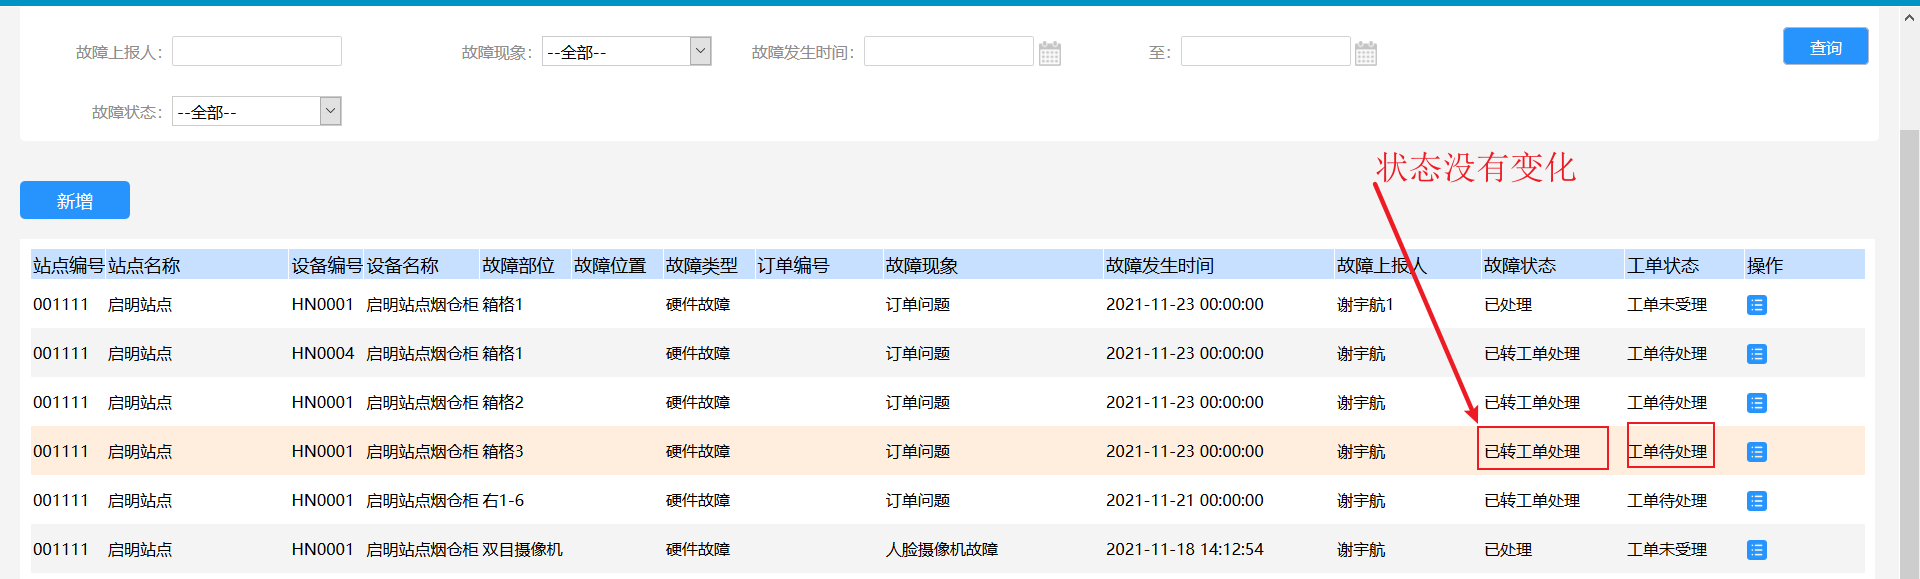 故障上报人： 故障现象： --全部-- 故障发生时间： 至： 查询
故障状态： --全部--
状态没有变化
新增
站点编号 站点名称 设备编号 设备名称 故障部位 故障位置 故障类型 订单编号 故障现象 故障发生时间 故障上报人 故障状态 工单状态 操作
001111 启明站点 HN0001 启明站点烟仓柜 箱格1 硬件故障 订单问题 2021-11-23 00:00:00 谢宇航1 已处理 工单未受理
001111 启明站点 HN0004 启明站点烟仓柜 箱格1 硬件故障 订单问题 2021-11-23 00:00:00 谢宇航 已转工单处理 工单待处理
001111 启明站点 HN0001 启明站点烟仓柜 箱格2 硬件故障 订单问题 2021-11-23 00:00:00 谢宇航 已转工单处理 工单待处理
001111 启明站点 HN0001 启明站点烟仓柜 箱格3 硬件故障 订单问题 2021-11-23 00:00:00 谢宇航 已转工单处理 工单待处理
001111 启明站点 HN0001 启明站点烟仓柜 右1-6 硬件故障 订单问题 2021-11-21 00:00:00 谢宇航 已转工单处理 工单待处理
001111 启明站点 HN0001 启明站点烟仓柜 双目摄像机 硬件故障 人脸摄像机故障 2021-11-18 14:12:54 谢宇航 已处理 工单未受理